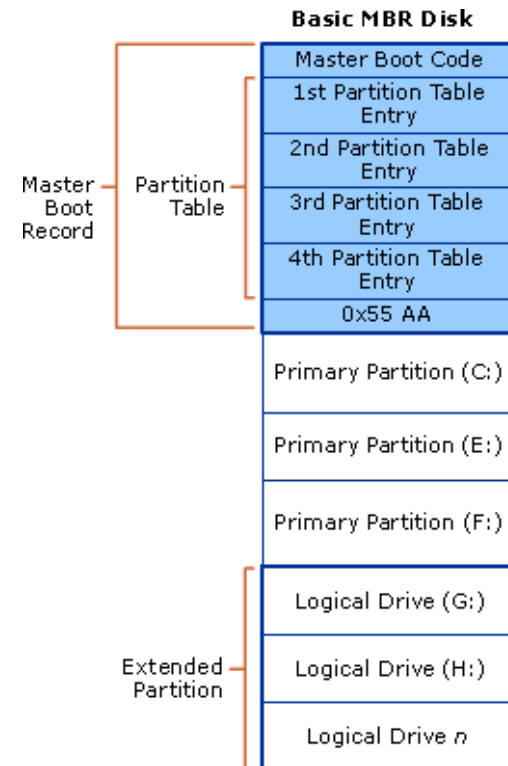 Basic MBR Disk
Master Boot Code
1st Partition Table
Entry
2nd Partition Table
Entry
3rd Partition Table
Entry
4th Partition Table
Entry
0x55 AA
Master
Boot
Record
Partition
Table
Primary Partition (C:)
Primary Partition (E:)
Primary Partition (F:)
Logical Drive (G:)
Logical Drive (H:)
Logical Drive n
Extended
Partition